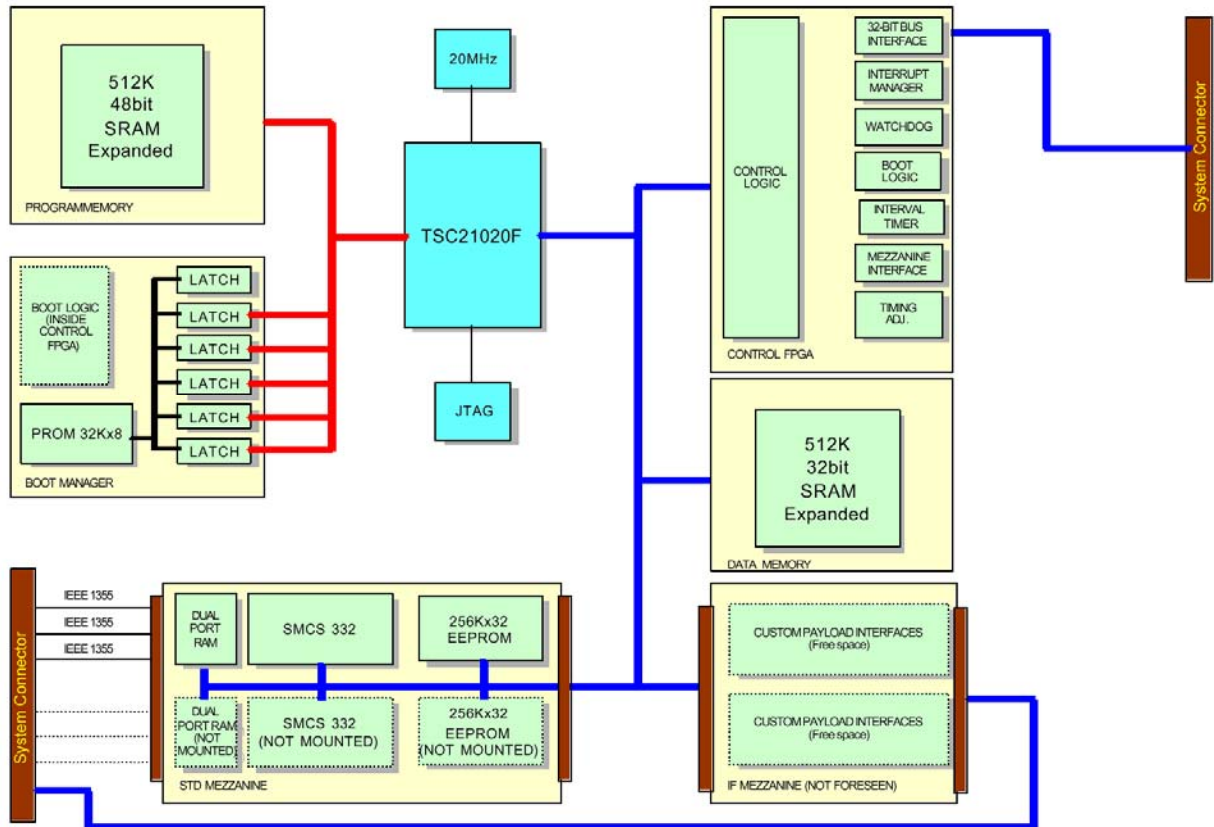 512K
48bit
SRAM
Expanded
PROGRAMMEMORY
20MHz
TSC21020F
JTAG
BOOT LOGIC
(INSIDE
CONTROL
FPGA)
PROM 32Kx8
LATCH
LATCH
LATCH
LATCH
LATCH
LATCH
BOOT MANAGER
CONTROL
LOGIC
32-BIT BUS
INTERFACE
INTERRUPT
MANAGER
WATCHDOG
BOOT
LOGIC
INTERVAL
TIMER
MEZZANINE
INTERFACE
TIMING
ADJ.
CONTROL FPGA
System Connector
512K
32bit
SRAM
Expanded
DATA MEMORY
System Connector
IEEE 1355
IEEE 1355
IEEE 1355
DUAL
PORT
RAM
SMCS 332
256Kx32
EEPROM
DUAL
PORT RAM
(NOT
MOUNTED)
SMCS 332
(NOT MOUNTED)
256Kx32
EEPROM
(NOT MOUNTED)
STD MEZZANINE
CUSTOM PAYLOAD INTERFACES
(Free space)
CUSTOM PAYLOAD INTERFACES
(Free space)
IF MEZZANINE (NOT FORESEEN)